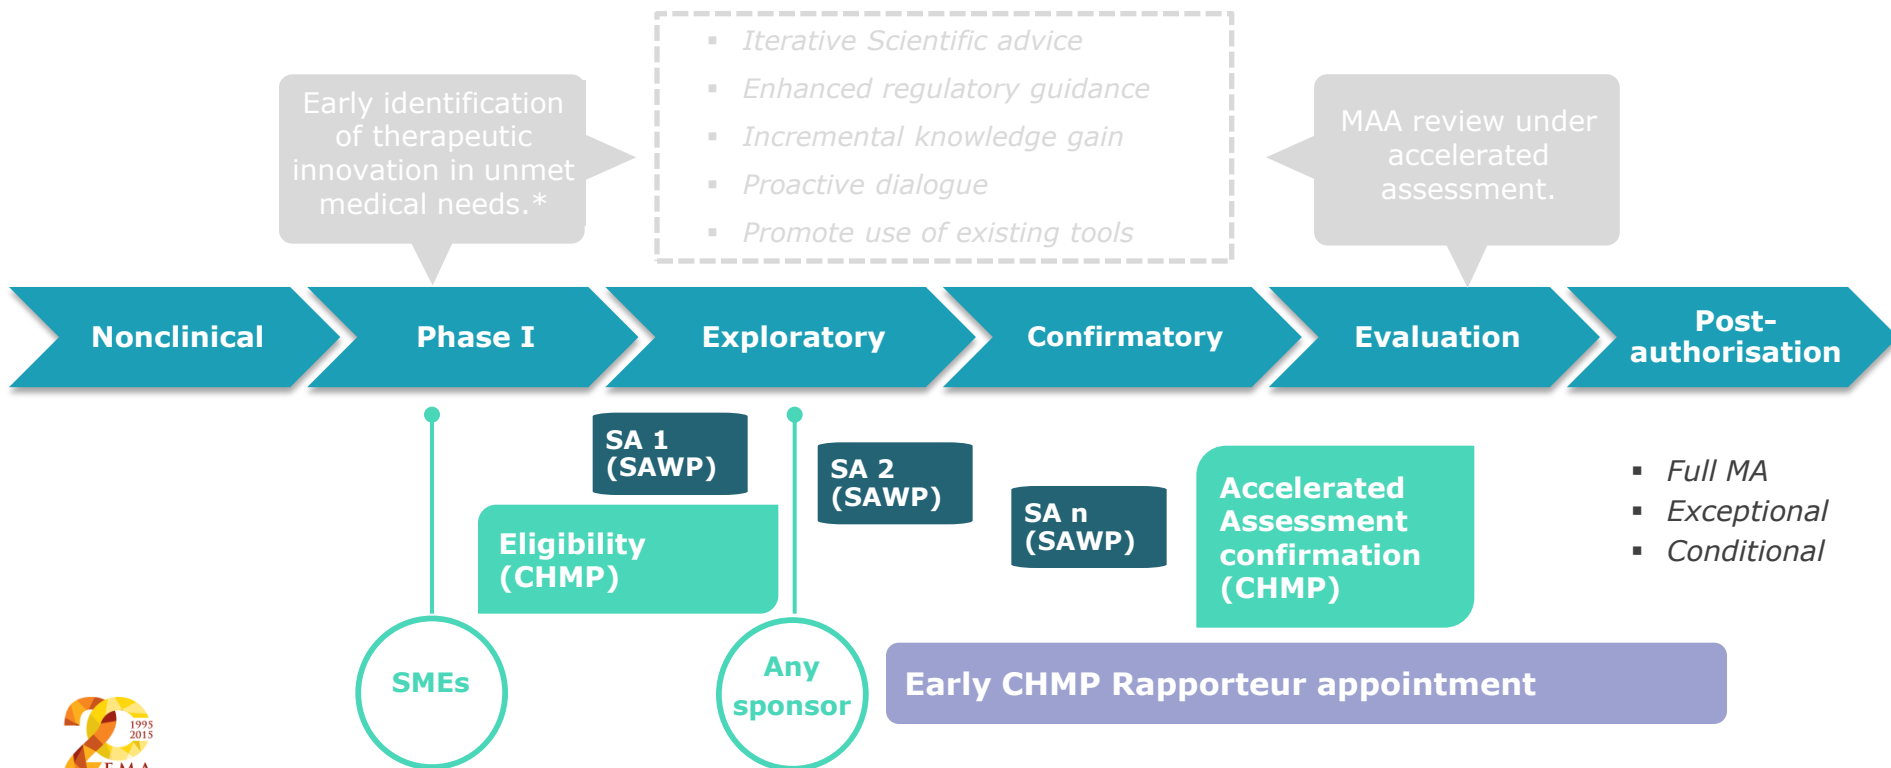 ▪ Iterative Scientific advice
▪ Enhanced regulatory guidance
▪ Incremental knowledge gain
▪ Proactive dialogue
▪ Promote use of existing tools
Early identification
of therapeutic
innovation in unmet
medical needs.*
MAA review under
accelerated
assessment.
Nonclinical
Phase I
Exploratory
Confirmatory
Evaluation
Post-
authorisation
SA 1
(SAWP)
SA 2
(SAWP)
SA n
(SAWP)
Eligibility
(CHMP)
Accelerated
Assessment
confirmation
(CHMP)
▪ Full MA
▪ Exceptional
▪ Conditional
SMEs
Any
sponsor
Early CHMP Rapporteur appointment
20
1995
2015
EMA